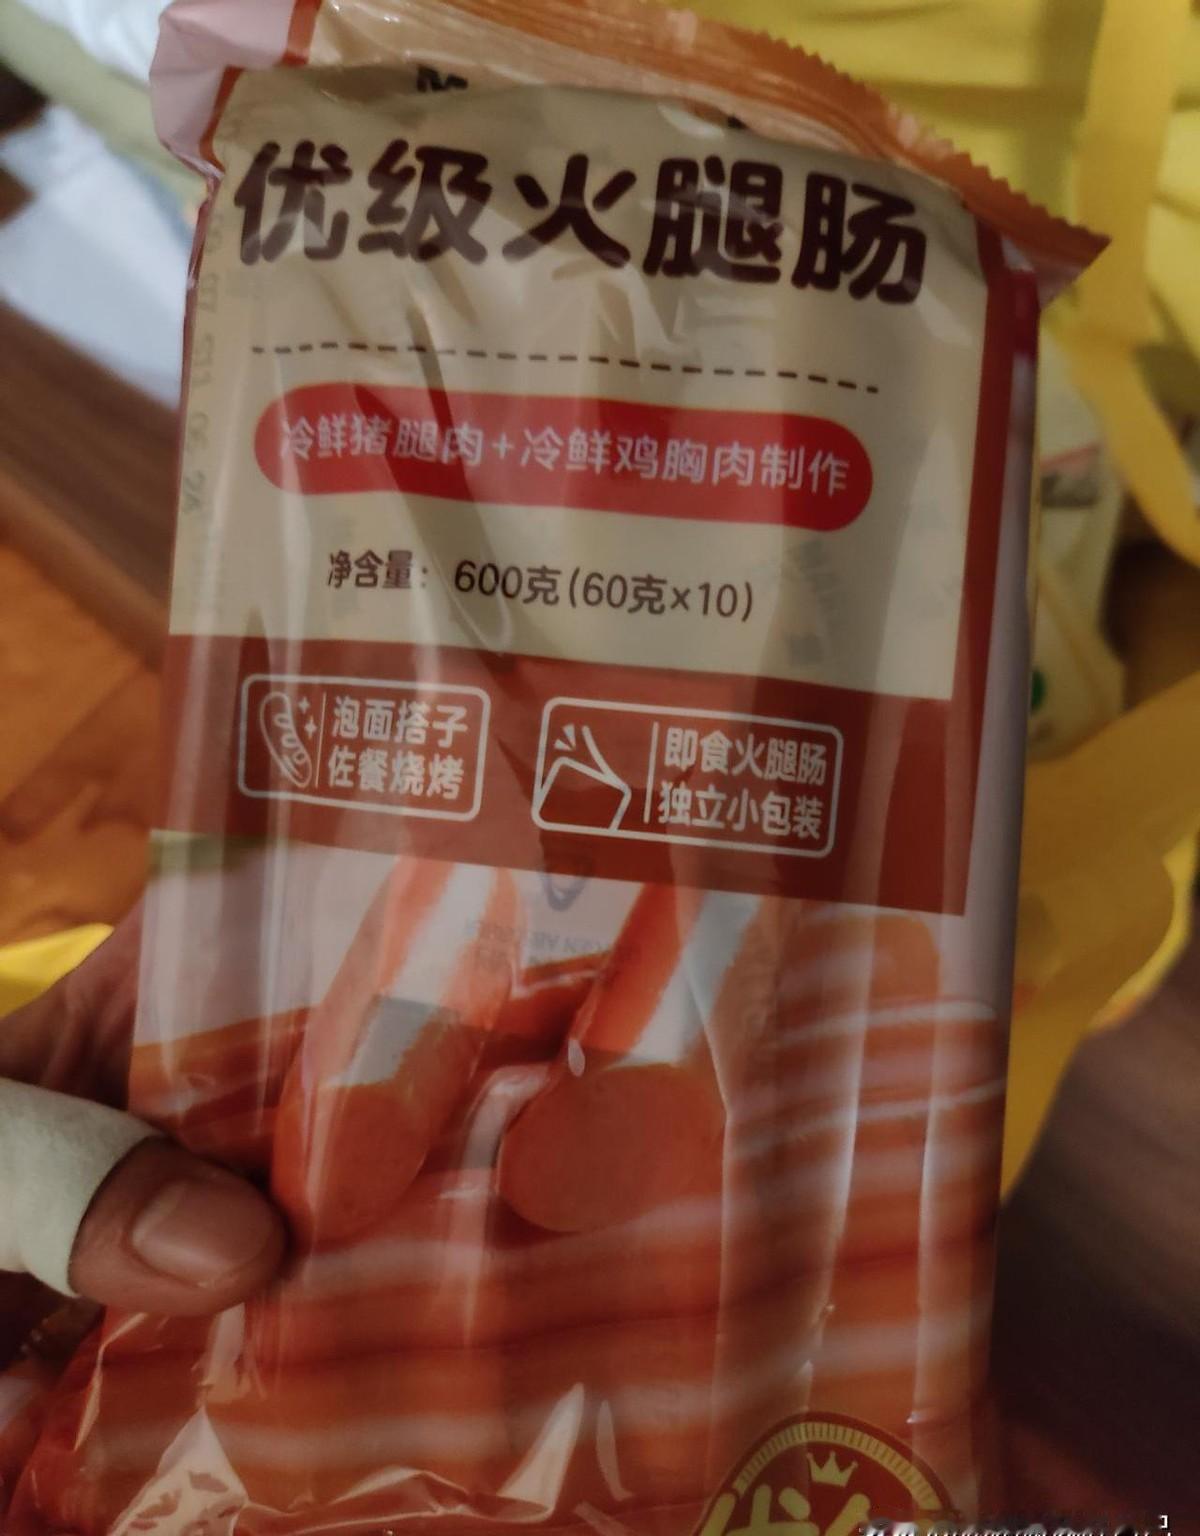 优级火腿肠
冷鲜猪腿肉+冷鲜鸡胸肉制作
净含量：600克(60克×10)
泡面搭子
佐餐烧烤
即食火腿肠
独立小包装